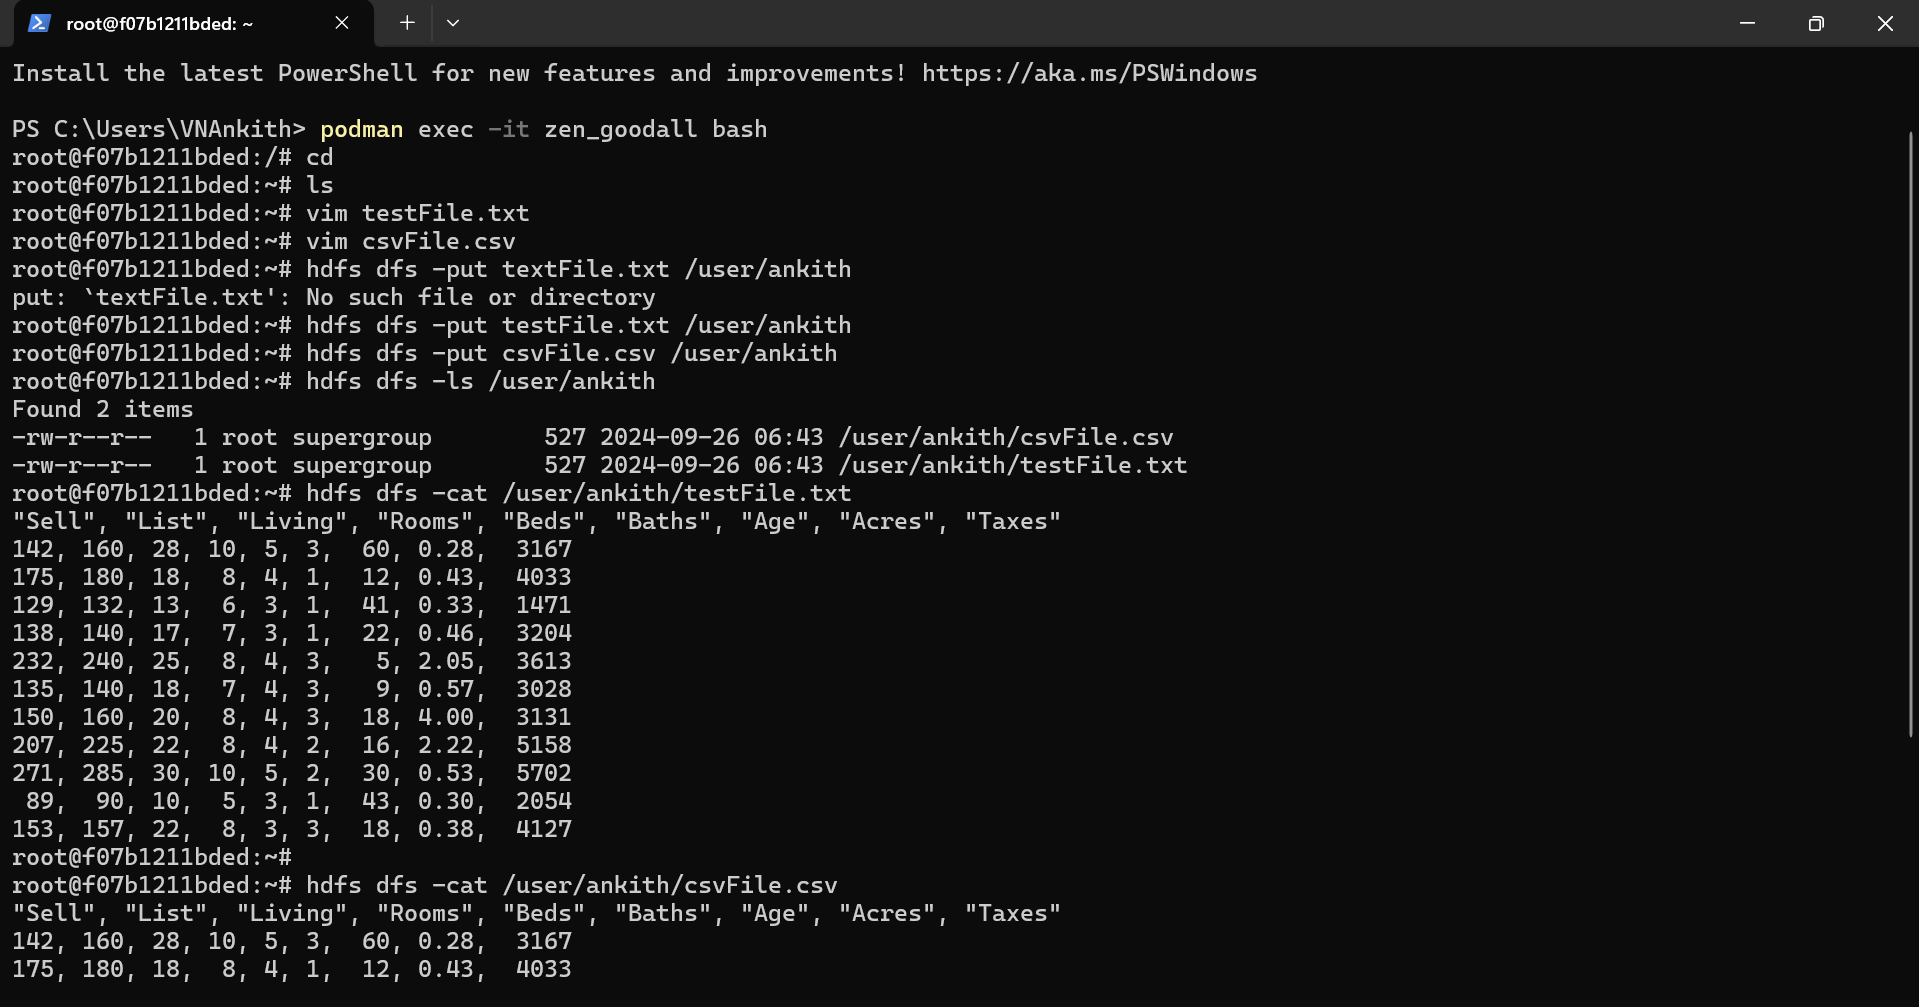 root@f07b1211bded: ~
Install the latest PowerShell for new features and improvements! https://aka.ms/PSWindows
PS C:\Users\VNAnkith> podman exec -it zen_goodall bash
root@f07b1211bded:/# cd
root@f07b1211bded:~# ls
root@f07b1211bded:~# vim testFile.txt
root@f07b1211bded:~# vim csvFile.csv
root@f07b1211bded:~# hdfs dfs -put textFile.txt /user/ankith
put: `textFile.txt': No such file or directory
root@f07b1211bded:~# hdfs dfs -put testFile.txt /user/ankith
root@f07b1211bded:~# hdfs dfs -put csvFile.csv /user/ankith
root@f07b1211bded:~# hdfs dfs -ls /user/ankith
Found 2 items
-rw-r--r--   1 root supergroup        527 2024-09-26 06:43 /user/ankith/csvFile.csv
-rw-r--r--   1 root supergroup        527 2024-09-26 06:43 /user/ankith/testFile.txt
root@f07b1211bded:~# hdfs dfs -cat /user/ankith/testFile.txt
"Sell", "List", "Living", "Rooms", "Beds", "Baths", "Age", "Acres", "Taxes"
142, 160, 28, 10, 5, 3,  60, 0.28,  3167
175, 180, 18,  8, 4, 1,  12, 0.43,  4033
129, 132, 13,  6, 3, 1,  41, 0.33,  1471
138, 140, 17,  7, 3, 1,  22, 0.46,  3204
232, 240, 25,  8, 4, 3,   5, 2.05,  3613
135, 140, 18,  7, 4, 3,   9, 0.57,  3028
150, 160, 20,  8, 4, 3,  18, 4.00,  3131
207, 225, 22,  8, 4, 2,  16, 2.22,  5158
271, 285, 30, 10, 5, 2,  30, 0.53,  5702
 89,  90, 10,  5, 3, 1,  43, 0.30,  2054
153, 157, 22,  8, 3, 3,  18, 0.38,  4127
root@f07b1211bded:~#
root@f07b1211bded:~# hdfs dfs -cat /user/ankith/csvFile.csv
"Sell", "List", "Living", "Rooms", "Beds", "Baths", "Age", "Acres", "Taxes"
142, 160, 28, 10, 5, 3,  60, 0.28,  3167
175, 180, 18,  8, 4, 1,  12, 0.43,  4033